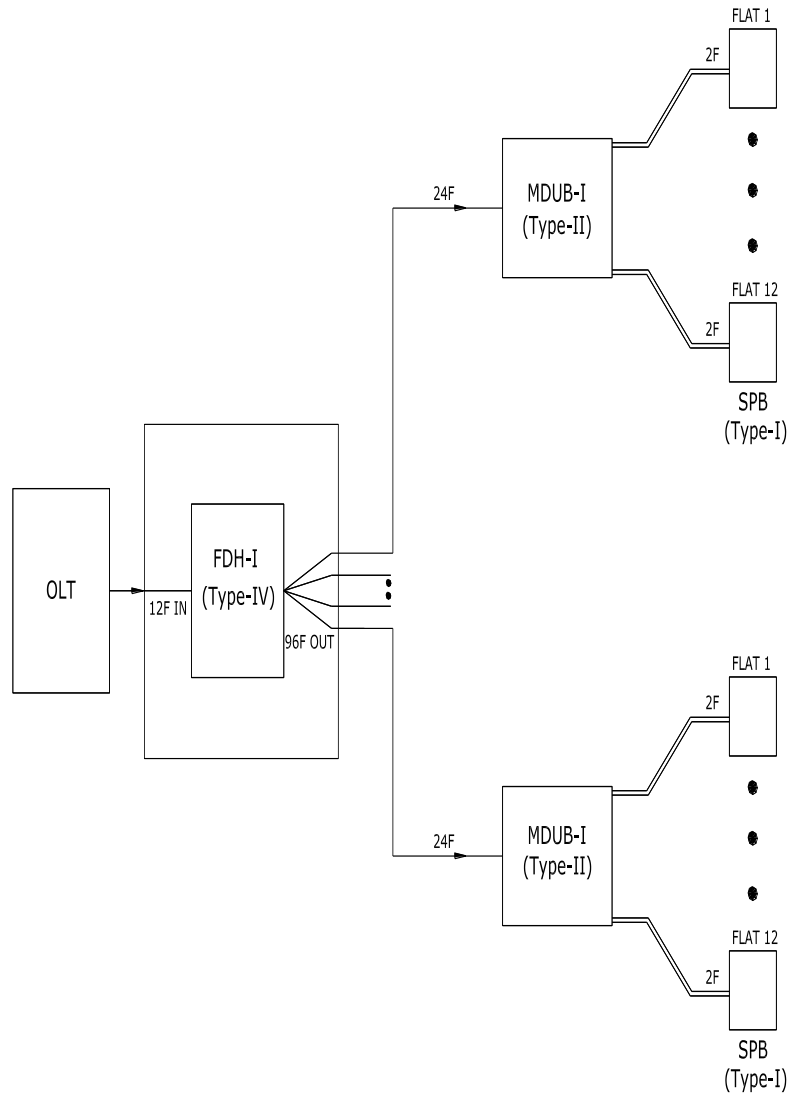 FLAT 1
2F
24F
MDUB-I
(Type-II)
FLAT 12
2F
SPB
(Type-I)
OLT
12F IN
FDH-I
(Type-IV)
96F OUT
FLAT 1
2F
24F
MDUB-I
(Type-II)
FLAT 12
2F
SPB
(Type-I)